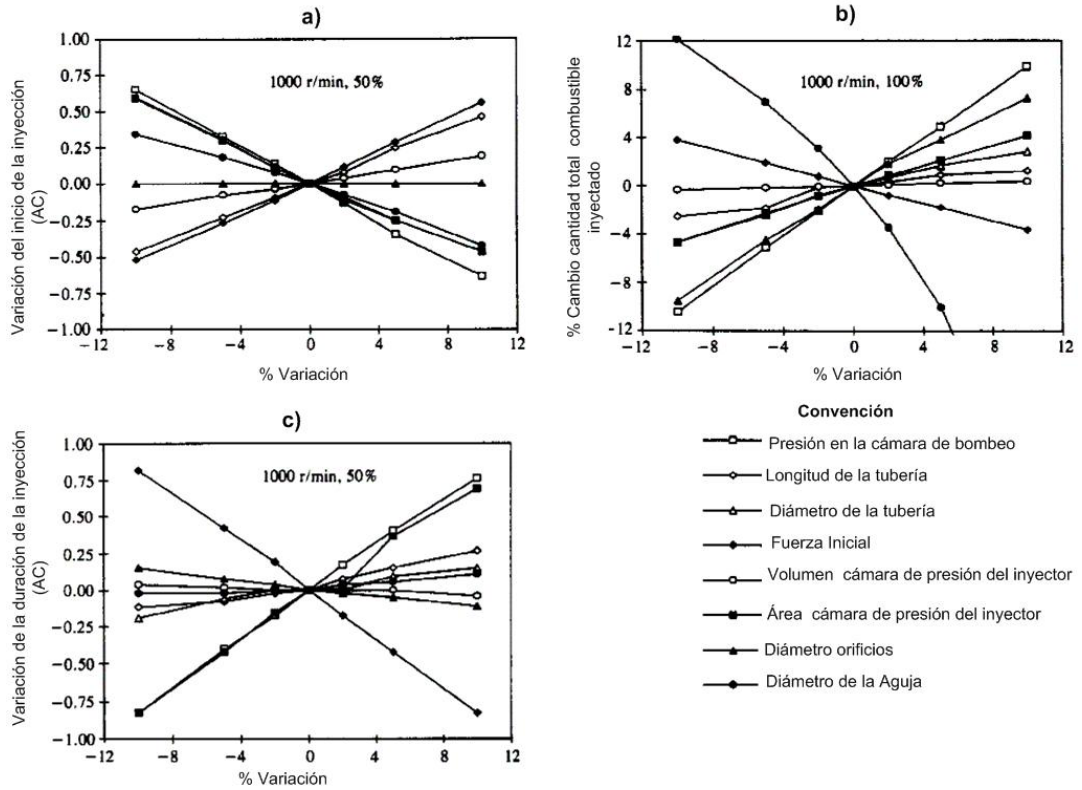 a)
Variación del inicio de la inyección
(AC)
1.00
0.75
0.50
0.25
0.00
−0.25
−0.50
−0.75
−1.00
1000 r/min, 50%
−12
−8
−4
0
4
8
12
% Variación
b)
% Cambio cantidad total combustible
inyectado
12
8
4
0
−4
−8
−12
1000 r/min, 100%
−12
−8
−4
0
4
8
12
% Variación
c)
Variación de la duración de la inyección
(AC)
1.00
0.75
0.50
0.25
0.00
−0.25
−0.50
−0.75
−1.00
1000 r/min, 50%
−12
−8
−4
0
4
8
12
% Variación
Convención
Presión en la cámara de bombeo
Longitud de la tubería
Diámetro de la tubería
Fuerza Inicial
Volumen cámara de presión del inyector
Área cámara de presión del inyector
Diámetro orificios
Diámetro de la Aguja